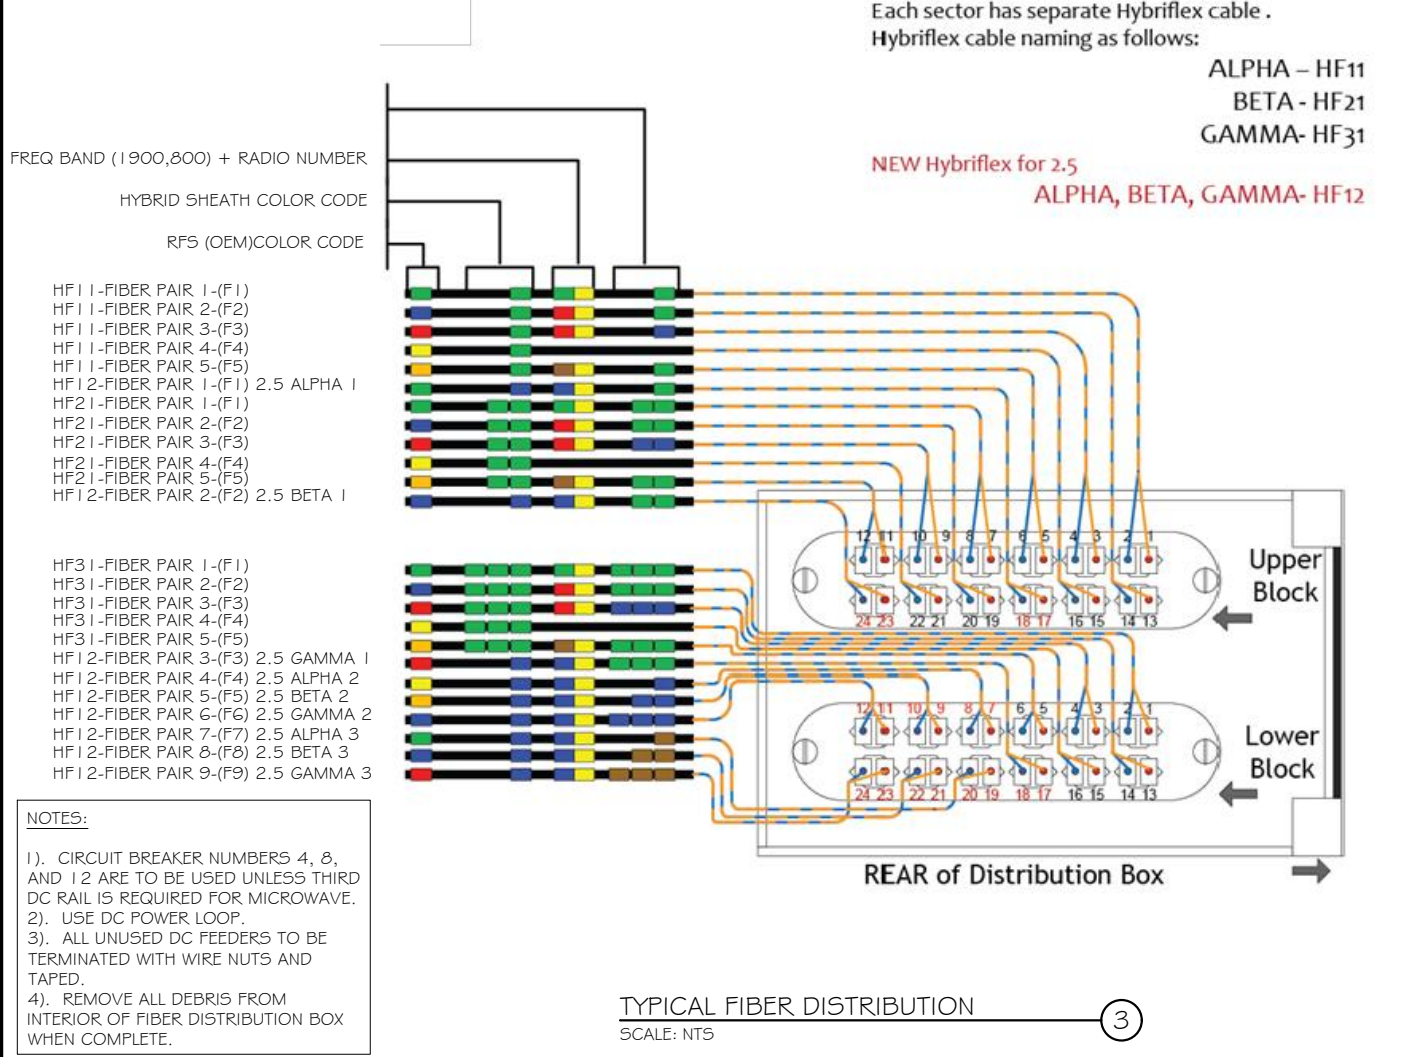 Each sector has separate Hybriflex cable .
Hybriflex cable naming as follows:
ALPHA – HF11
BETA - HF21
GAMMA- HF31
NEW Hybriflex for 2.5
ALPHA, BETA, GAMMA- HF12
FREQ BAND (1900,800) + RADIO NUMBER
HYBRID SHEATH COLOR CODE
RFS (OEM)COLOR CODE
HF11-FIBER PAIR 1-(F1)
HF11-FIBER PAIR 2-(F2)
HF11-FIBER PAIR 3-(F3)
HF11-FIBER PAIR 4-(F4)
HF11-FIBER PAIR 5-(F5)
HF12-FIBER PAIR 1-(F1) 2.5 ALPHA 1
HF21-FIBER PAIR 1-(F1)
HF21-FIBER PAIR 2-(F2)
HF21-FIBER PAIR 3-(F3)
HF21-FIBER PAIR 4-(F4)
HF21-FIBER PAIR 5-(F5)
HF12-FIBER PAIR 2-(F2) 2.5 BETA 1
12 11 10 9 8 7 6 5 4 3 2 1
Upper
Block
24 23 22 21 20 19 18 17 16 15 14 13
HF31-FIBER PAIR 1-(F1)
HF31-FIBER PAIR 2-(F2)
HF31-FIBER PAIR 3-(F3)
HF31-FIBER PAIR 4-(F4)
HF31-FIBER PAIR 5-(F5)
HF12-FIBER PAIR 3-(F3) 2.5 GAMMA 1
HF12-FIBER PAIR 4-(F4) 2.5 ALPHA 2
HF12-FIBER PAIR 5-(F5) 2.5 BETA 2
HF12-FIBER PAIR 6-(F6) 2.5 GAMMA 2
HF12-FIBER PAIR 7-(F7) 2.5 ALPHA 3
HF12-FIBER PAIR 8-(F8) 2.5 BETA 3
HF12-FIBER PAIR 9-(F9) 2.5 GAMMA 3
12 11 10 9 8 7 6 5 4 3 2 1
Lower
Block
24 23 22 21 20 19 18 17 16 15 14 13
REAR of Distribution Box
NOTES:
1). CIRCUIT BREAKER NUMBERS 4, 8,
AND 12 ARE TO BE USED UNLESS THIRD
DC RAIL IS REQUIRED FOR MICROWAVE.
2). USE DC POWER LOOP.
3). ALL UNUSED DC FEEDERS TO BE
TERMINATED WITH WIRE NUTS AND
TAPED.
4). REMOVE ALL DEBRIS FROM
INTERIOR OF FIBER DISTRIBUTION BOX
WHEN COMPLETE.
TYPICAL FIBER DISTRIBUTION
SCALE: NTS
3